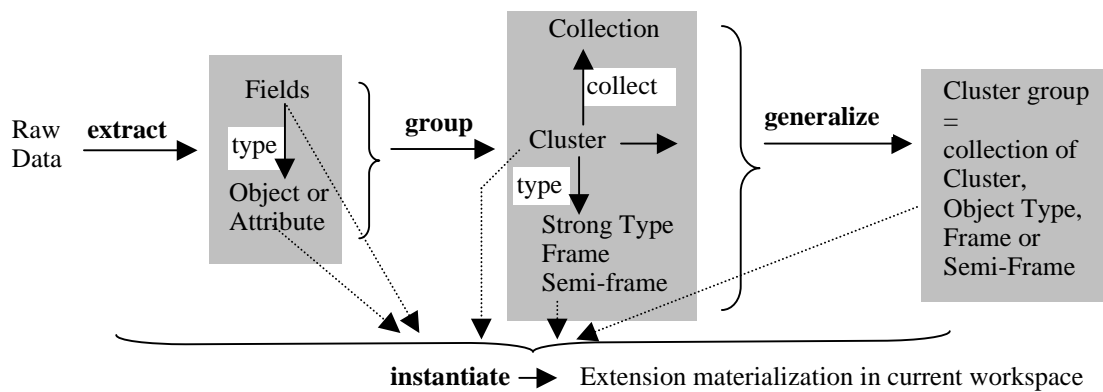 Raw
Data
extract
Fields
type
Object or
Attribute
group
Collection
collect
Cluster
type
Strong Type
Frame
Semi-frame
generalize
Cluster group
=
collection of
Cluster,
Object Type,
Frame or
Semi-Frame
instantiate Extension materialization in current workspace